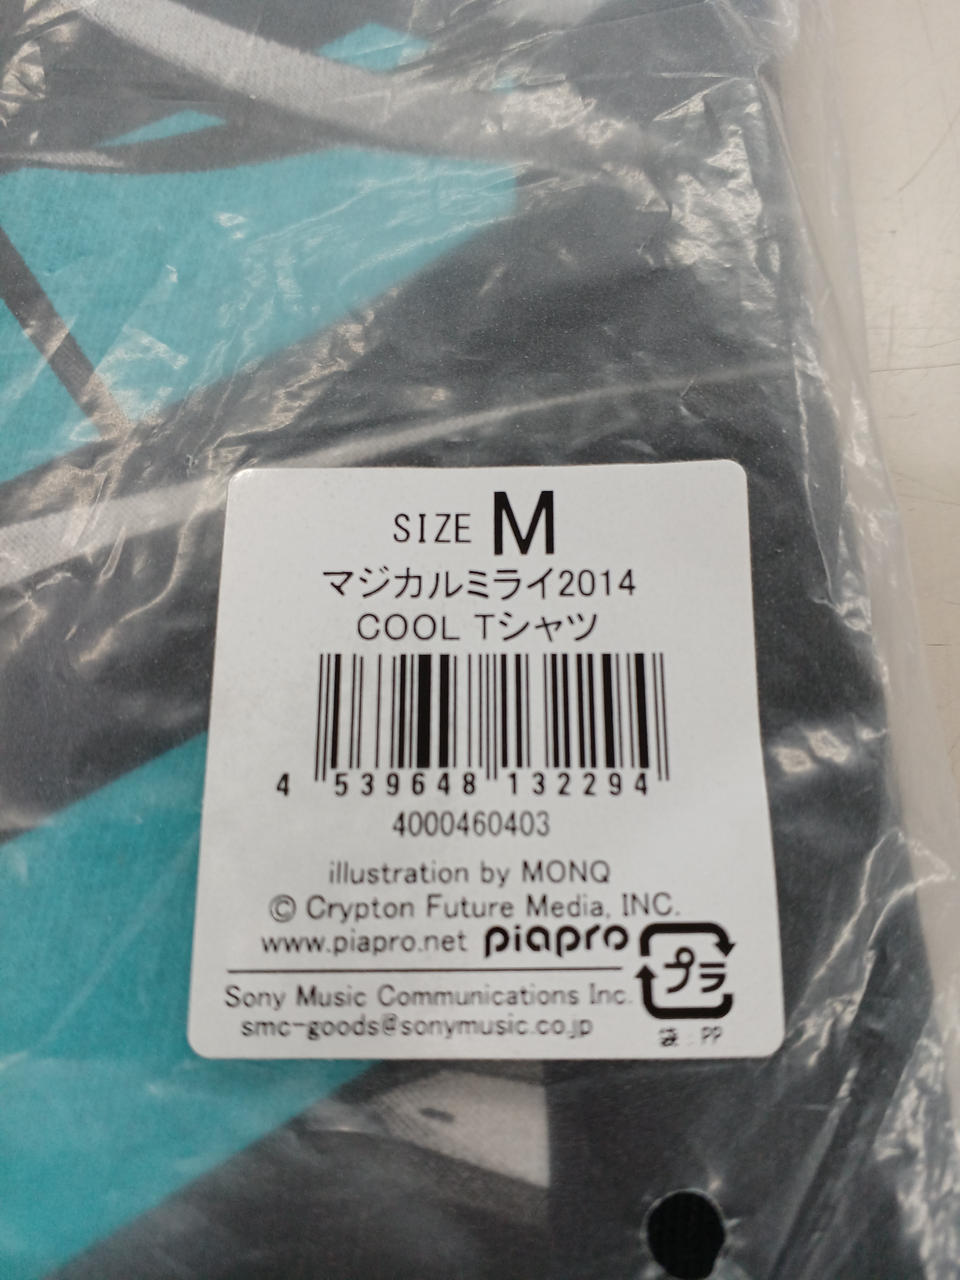 SIZE M
マジカルミライ2014
COOL Tシャツ
4 539648 132294
4000460403
illustration by MONQ
© Crypton Future Media, INC.
www.piapro.net piapro
プラ
Sony Music Communications Inc.
smc-goods@sonymusic.co.jp
: PP